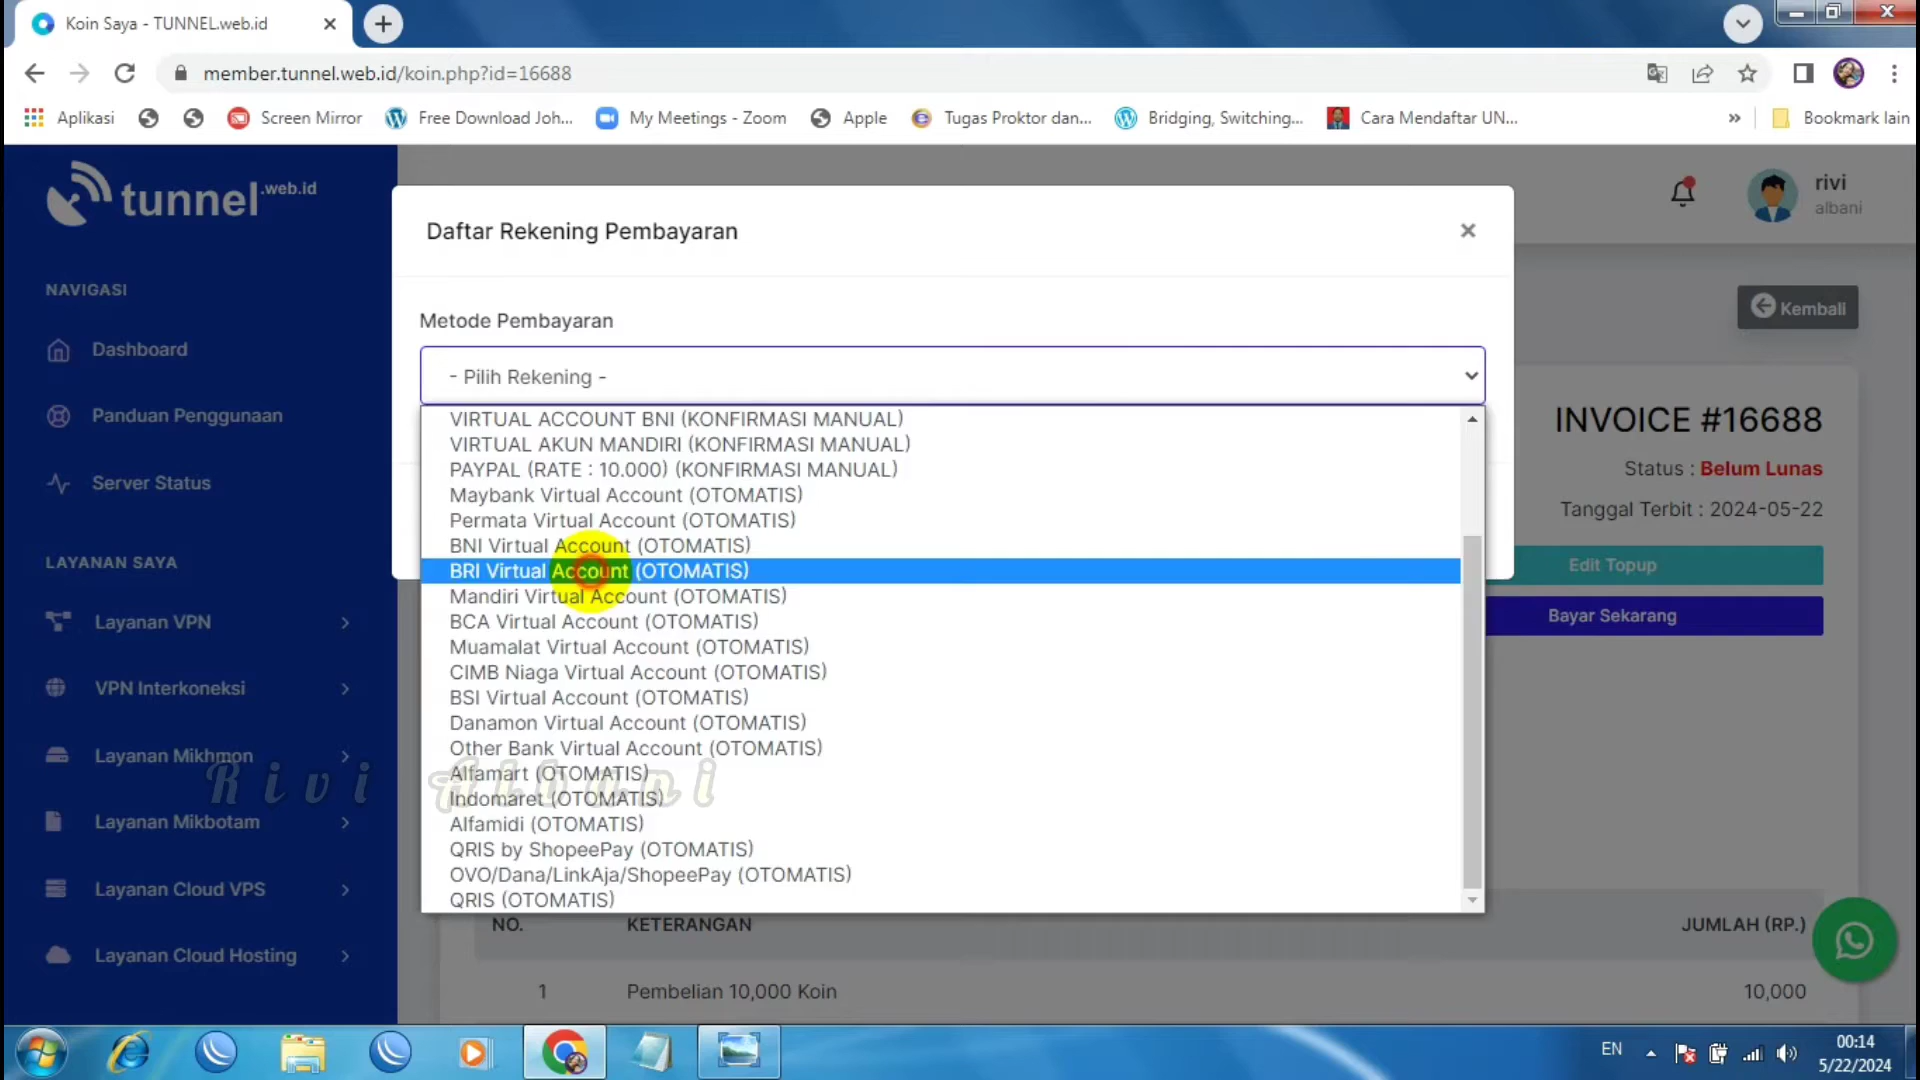 Koin Saya - TUNNEL.web.id
member.tunnel.web.id/koin.php?id=16688
Aplikasi
Screen Mirror
Free Download Joh...
My Meetings - Zoom
Apple
Tugas Proktor dan...
Bridging, Switching...
Cara Mendaftar UN...
»
Bookmark lain
tunnel.web.id
rivi
albani
NAVIGASI
Dashboard
Panduan Penggunaan
Server Status
LAYANAN SAYA
Layanan VPN
VPN Interkoneksi
Layanan Mikhmon
Layanan Mikbotam
Layanan Cloud VPS
Layanan Cloud Hosting
Daftar Rekening Pembayaran
×
Metode Pembayaran
- Pilih Rekening -
VIRTUAL ACCOUNT BNI (KONFIRMASI MANUAL)
VIRTUAL AKUN MANDIRI (KONFIRMASI MANUAL)
PAYPAL (RATE : 10.000) (KONFIRMASI MANUAL)
Maybank Virtual Account (OTOMATIS)
Permata Virtual Account (OTOMATIS)
BNI Virtual Account (OTOMATIS)
BRI Virtual Account (OTOMATIS)
Mandiri Virtual Account (OTOMATIS)
BCA Virtual Account (OTOMATIS)
Muamalat Virtual Account (OTOMATIS)
CIMB Niaga Virtual Account (OTOMATIS)
BSI Virtual Account (OTOMATIS)
Danamon Virtual Account (OTOMATIS)
Other Bank Virtual Account (OTOMATIS)
Alfamart (OTOMATIS)
Indomaret (OTOMATIS)
Alfamidi (OTOMATIS)
QRIS by ShopeePay (OTOMATIS)
OVO/Dana/LinkAja/ShopeePay (OTOMATIS)
QRIS (OTOMATIS)
Rivi Albani
Kembali
INVOICE #16688
Status : Belum Lunas
Tanggal Terbit : 2024-05-22
Edit Topup
Bayar Sekarang
NO. KETERANGAN JUMLAH (RP.)
1 Pembelian 10,000 Koin 10,000
EN
00:14
5/22/2024